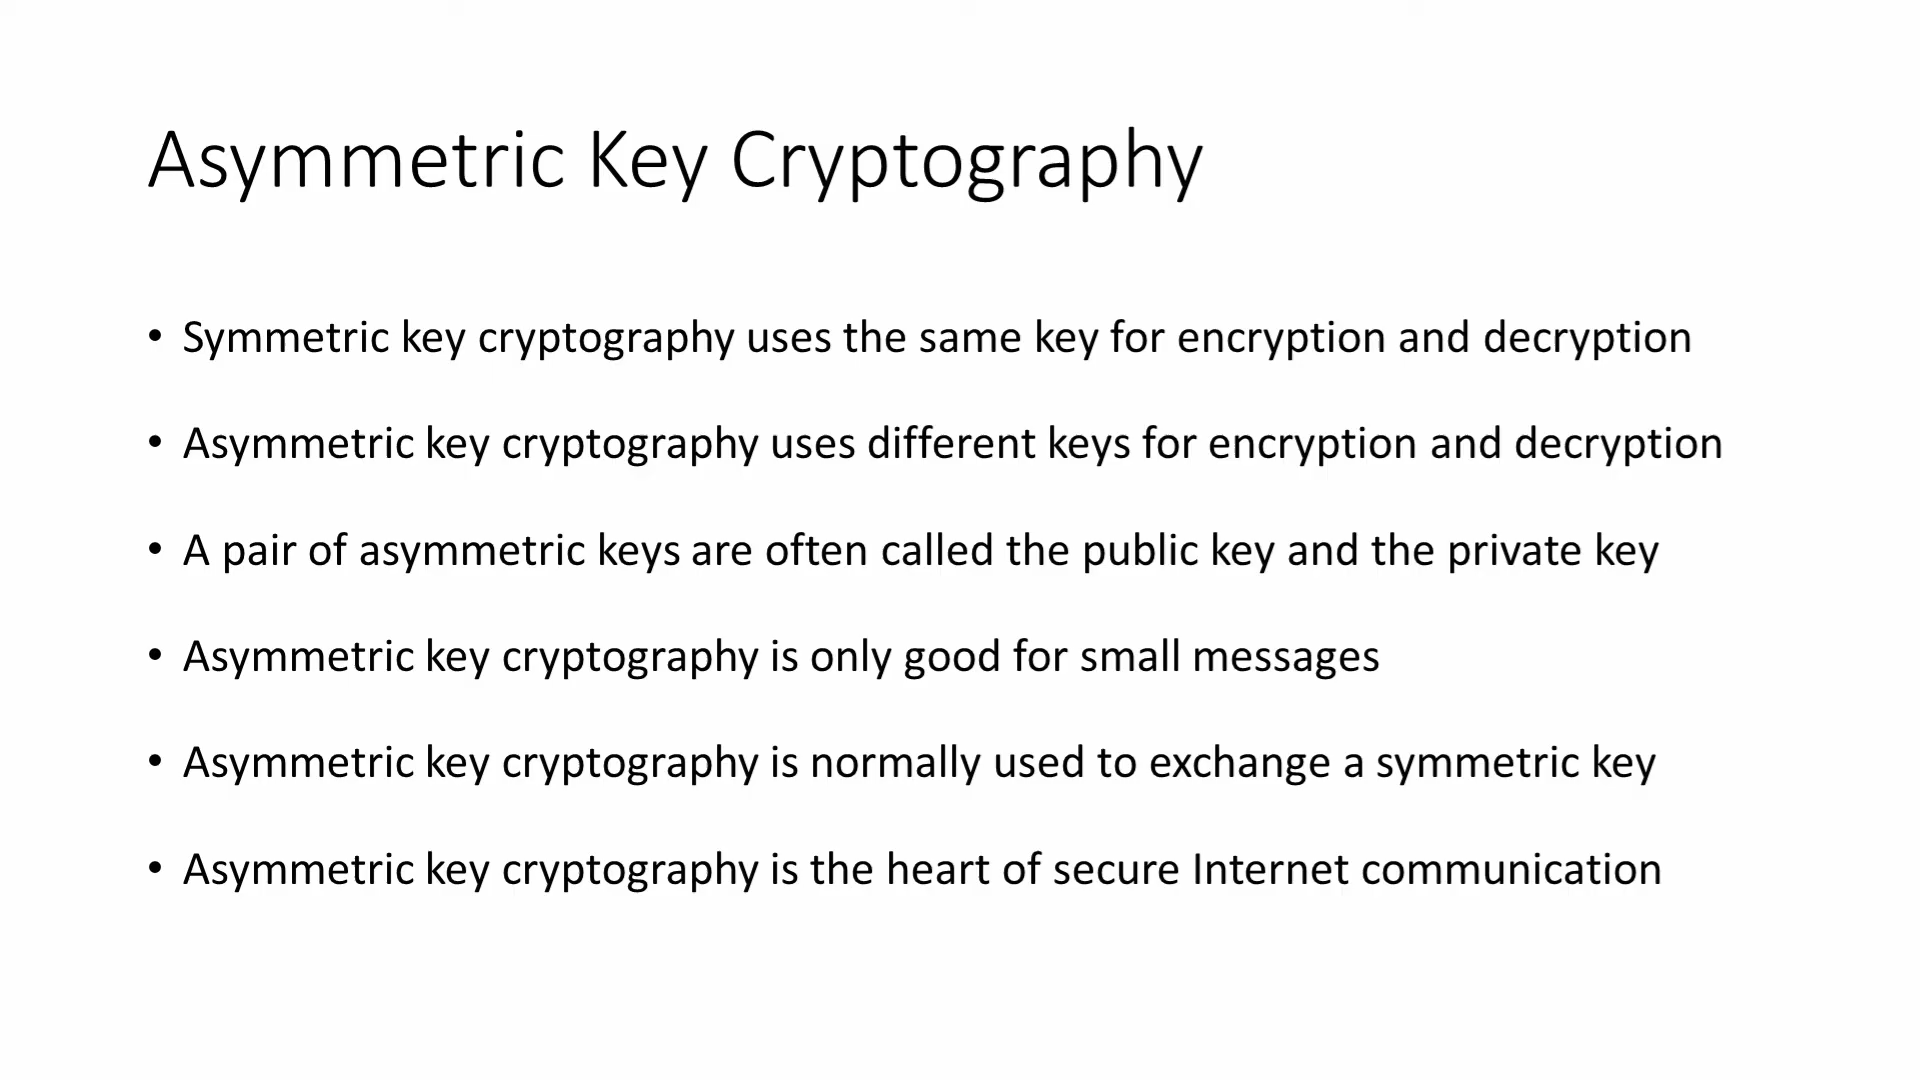 Asymmetric Key Cryptography
• Symmetric key cryptography uses the same key for encryption and decryption
• Asymmetric key cryptography uses different keys for encryption and decryption
• A pair of asymmetric keys are often called the public key and the private key
• Asymmetric key cryptography is only good for small messages
• Asymmetric key cryptography is normally used to exchange a symmetric key
• Asymmetric key cryptography is the heart of secure Internet communication